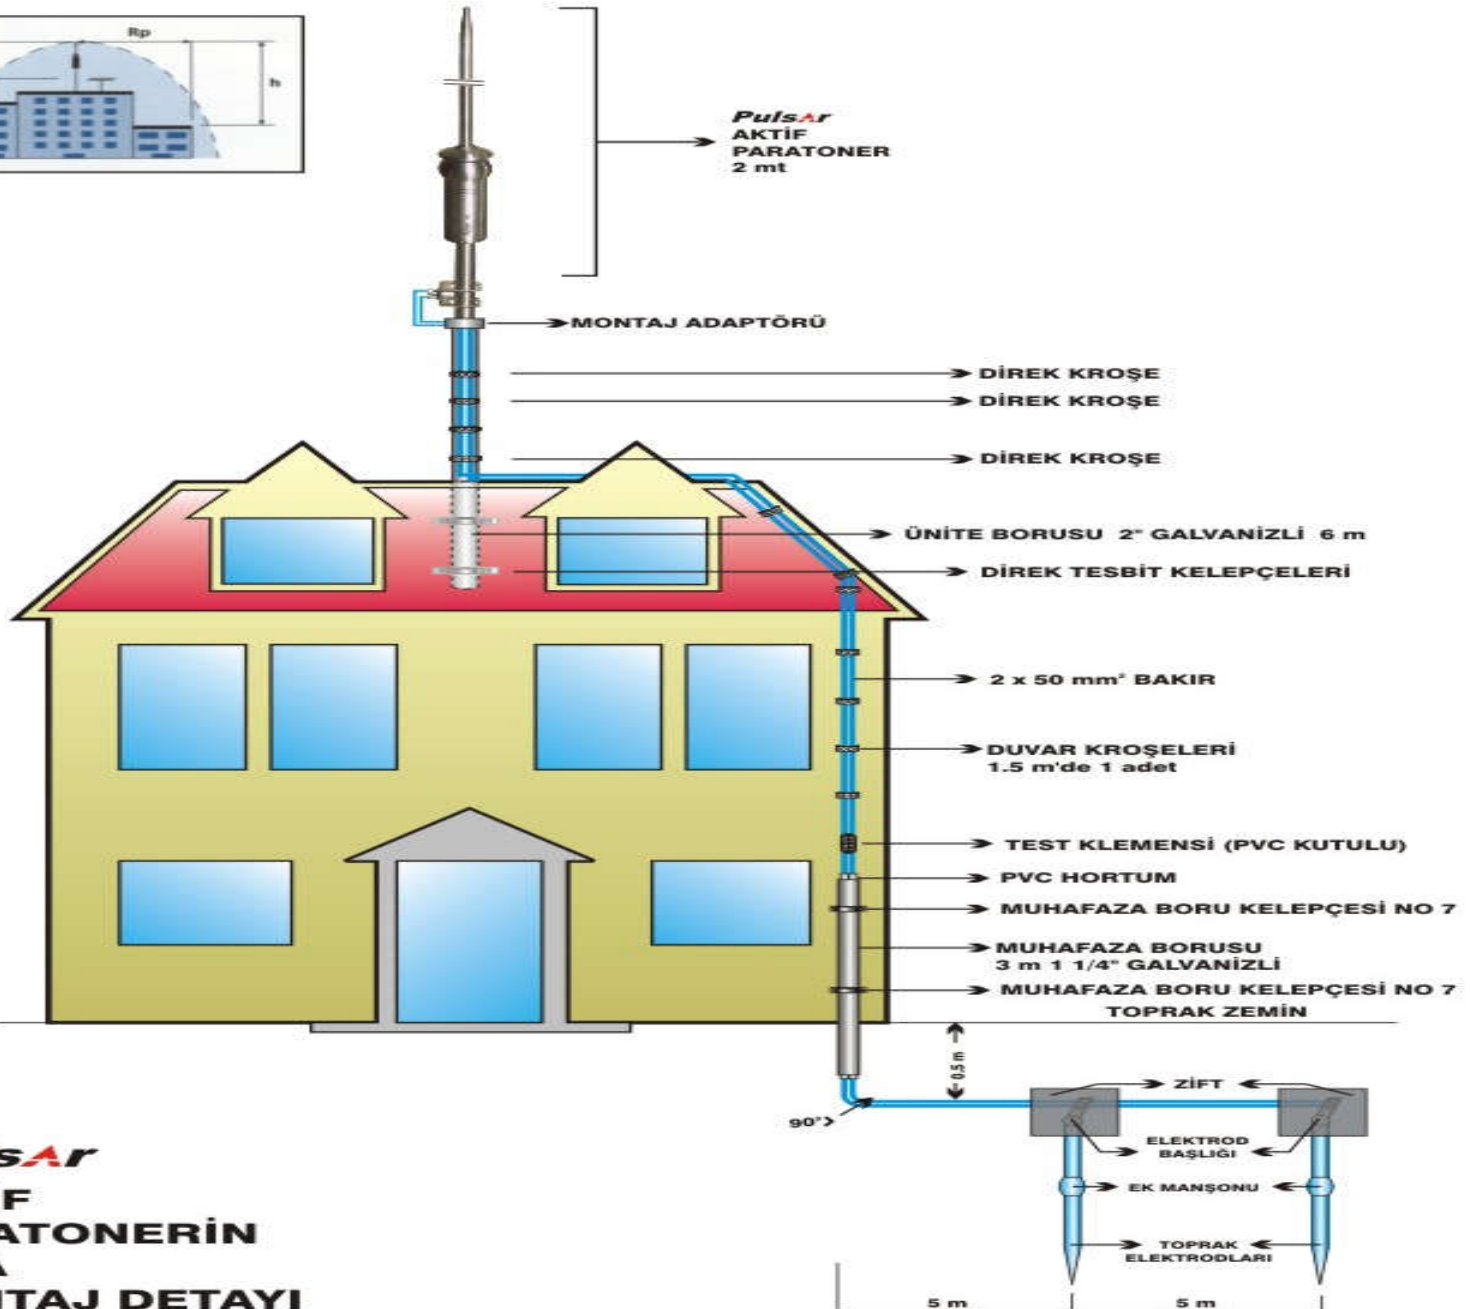 Rp
h
Pulsar
AKTİF
PARATONER
2 mt
MONTAJ ADAPTÖRÜ
DİREK KROŞE
DİREK KROŞE
DİREK KROŞE
ÜNİTE BORUSU 2" GALVANİZLİ 6 m
DİREK TESBİT KELEPÇELERİ
2 x 50 mm² BAKIR
DUVAR KROŞELERİ
1.5 m'de 1 adet
TEST KLEMENSİ (PVC KUTULU)
PVC HORTUM
MUHAFAZA BORU KELEPÇESİ NO 7
MUHAFAZA BORUSU
3 m 1 1/4" GALVANİZLİ
MUHAFAZA BORU KELEPÇESİ NO 7
TOPRAK ZEMİN
0.5 m
ZİFT
90°
ELEKTROD
BAŞLIĞI
EK MANŞONU
TOPRAK
ELEKTRODLARI
5 m
5 m
sAr
F
ATONERİN
A
NTAJ DETAYI